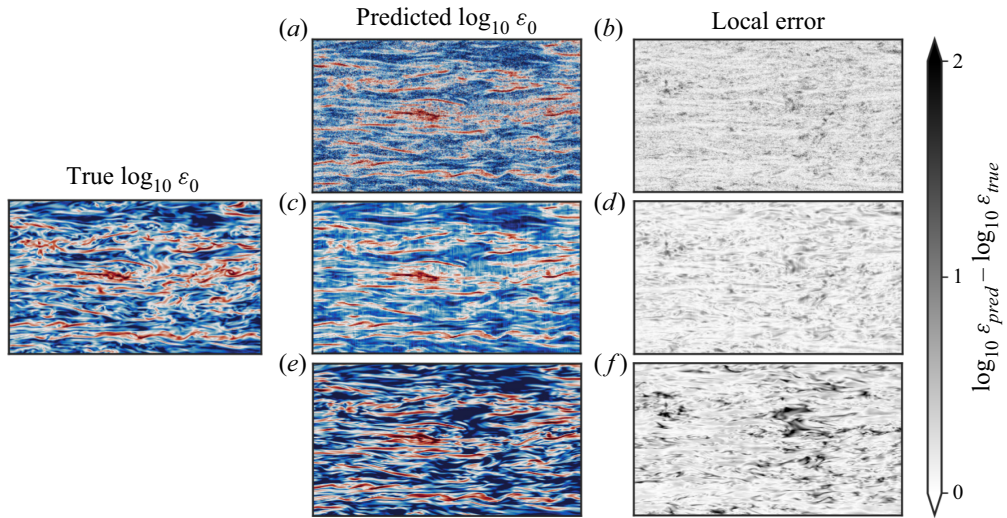 Predicted log10 ε0
Local error
(a)
(b)
True log10 ε0
(c)
(d)
(e)
(f)
2
1
0
log10 εpred − log10 εtrue